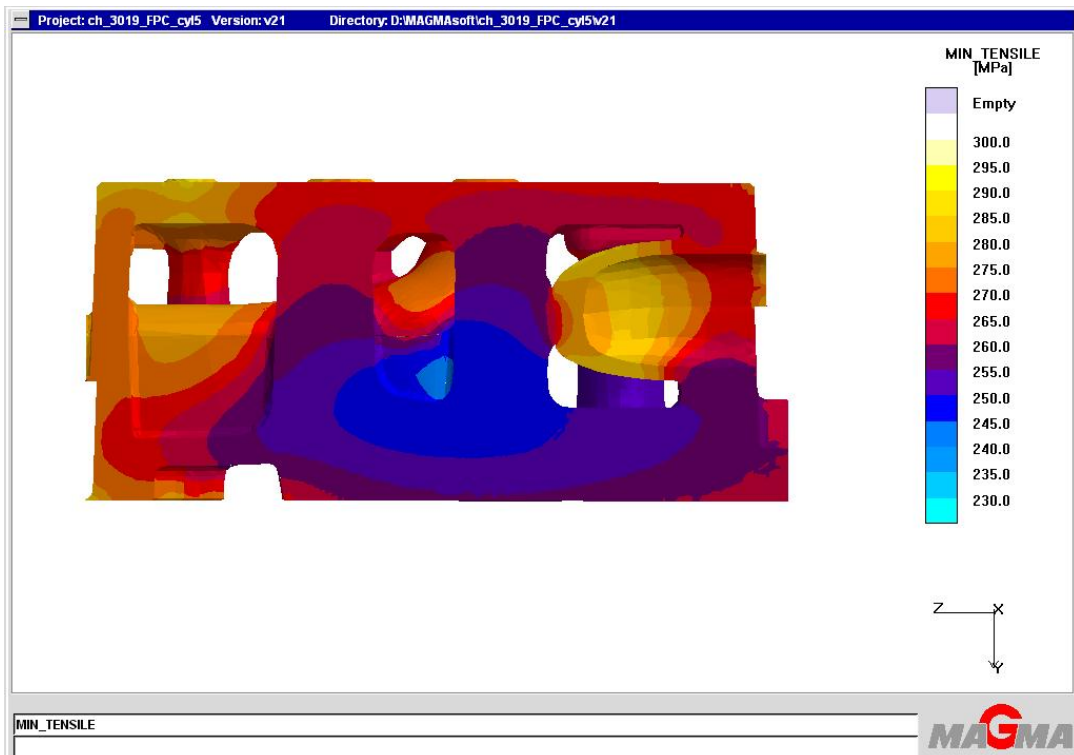 Project: ch_3019_FPC_cyl5 Version: v21 Directory: D:\MAGMAsoft\ch_3019_FPC_cyl5\v21
MIN_TENSILE
[MPa]
Empty
300.0
295.0
290.0
285.0
280.0
275.0
270.0
265.0
260.0
255.0
250.0
245.0
240.0
235.0
230.0
Z X
Y
MIN_TENSILE
MAGMA